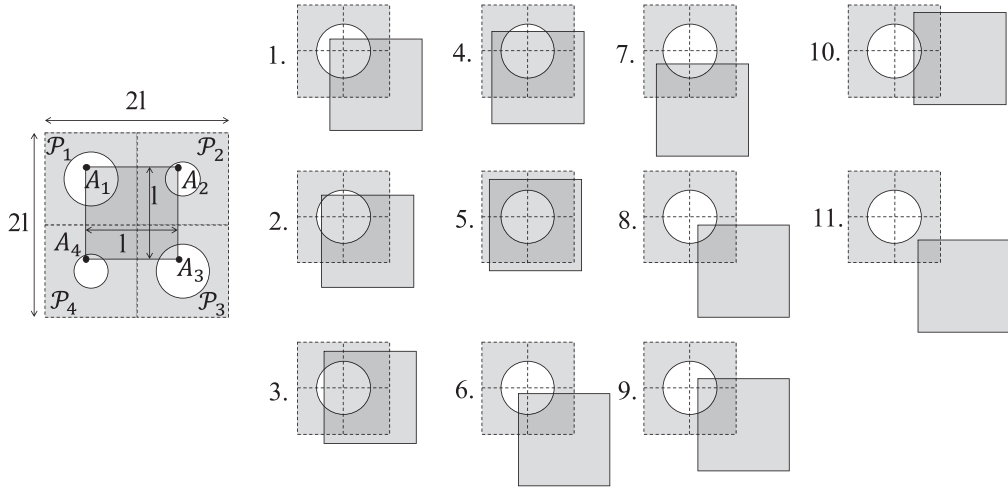 2l
𝒫₁
𝒫₂
A₁
l
A₂
2l
A₄
l
A₃
𝒫₄
𝒫₃
1.
4.
7.
10.
2.
5.
8.
11.
3.
6.
9.